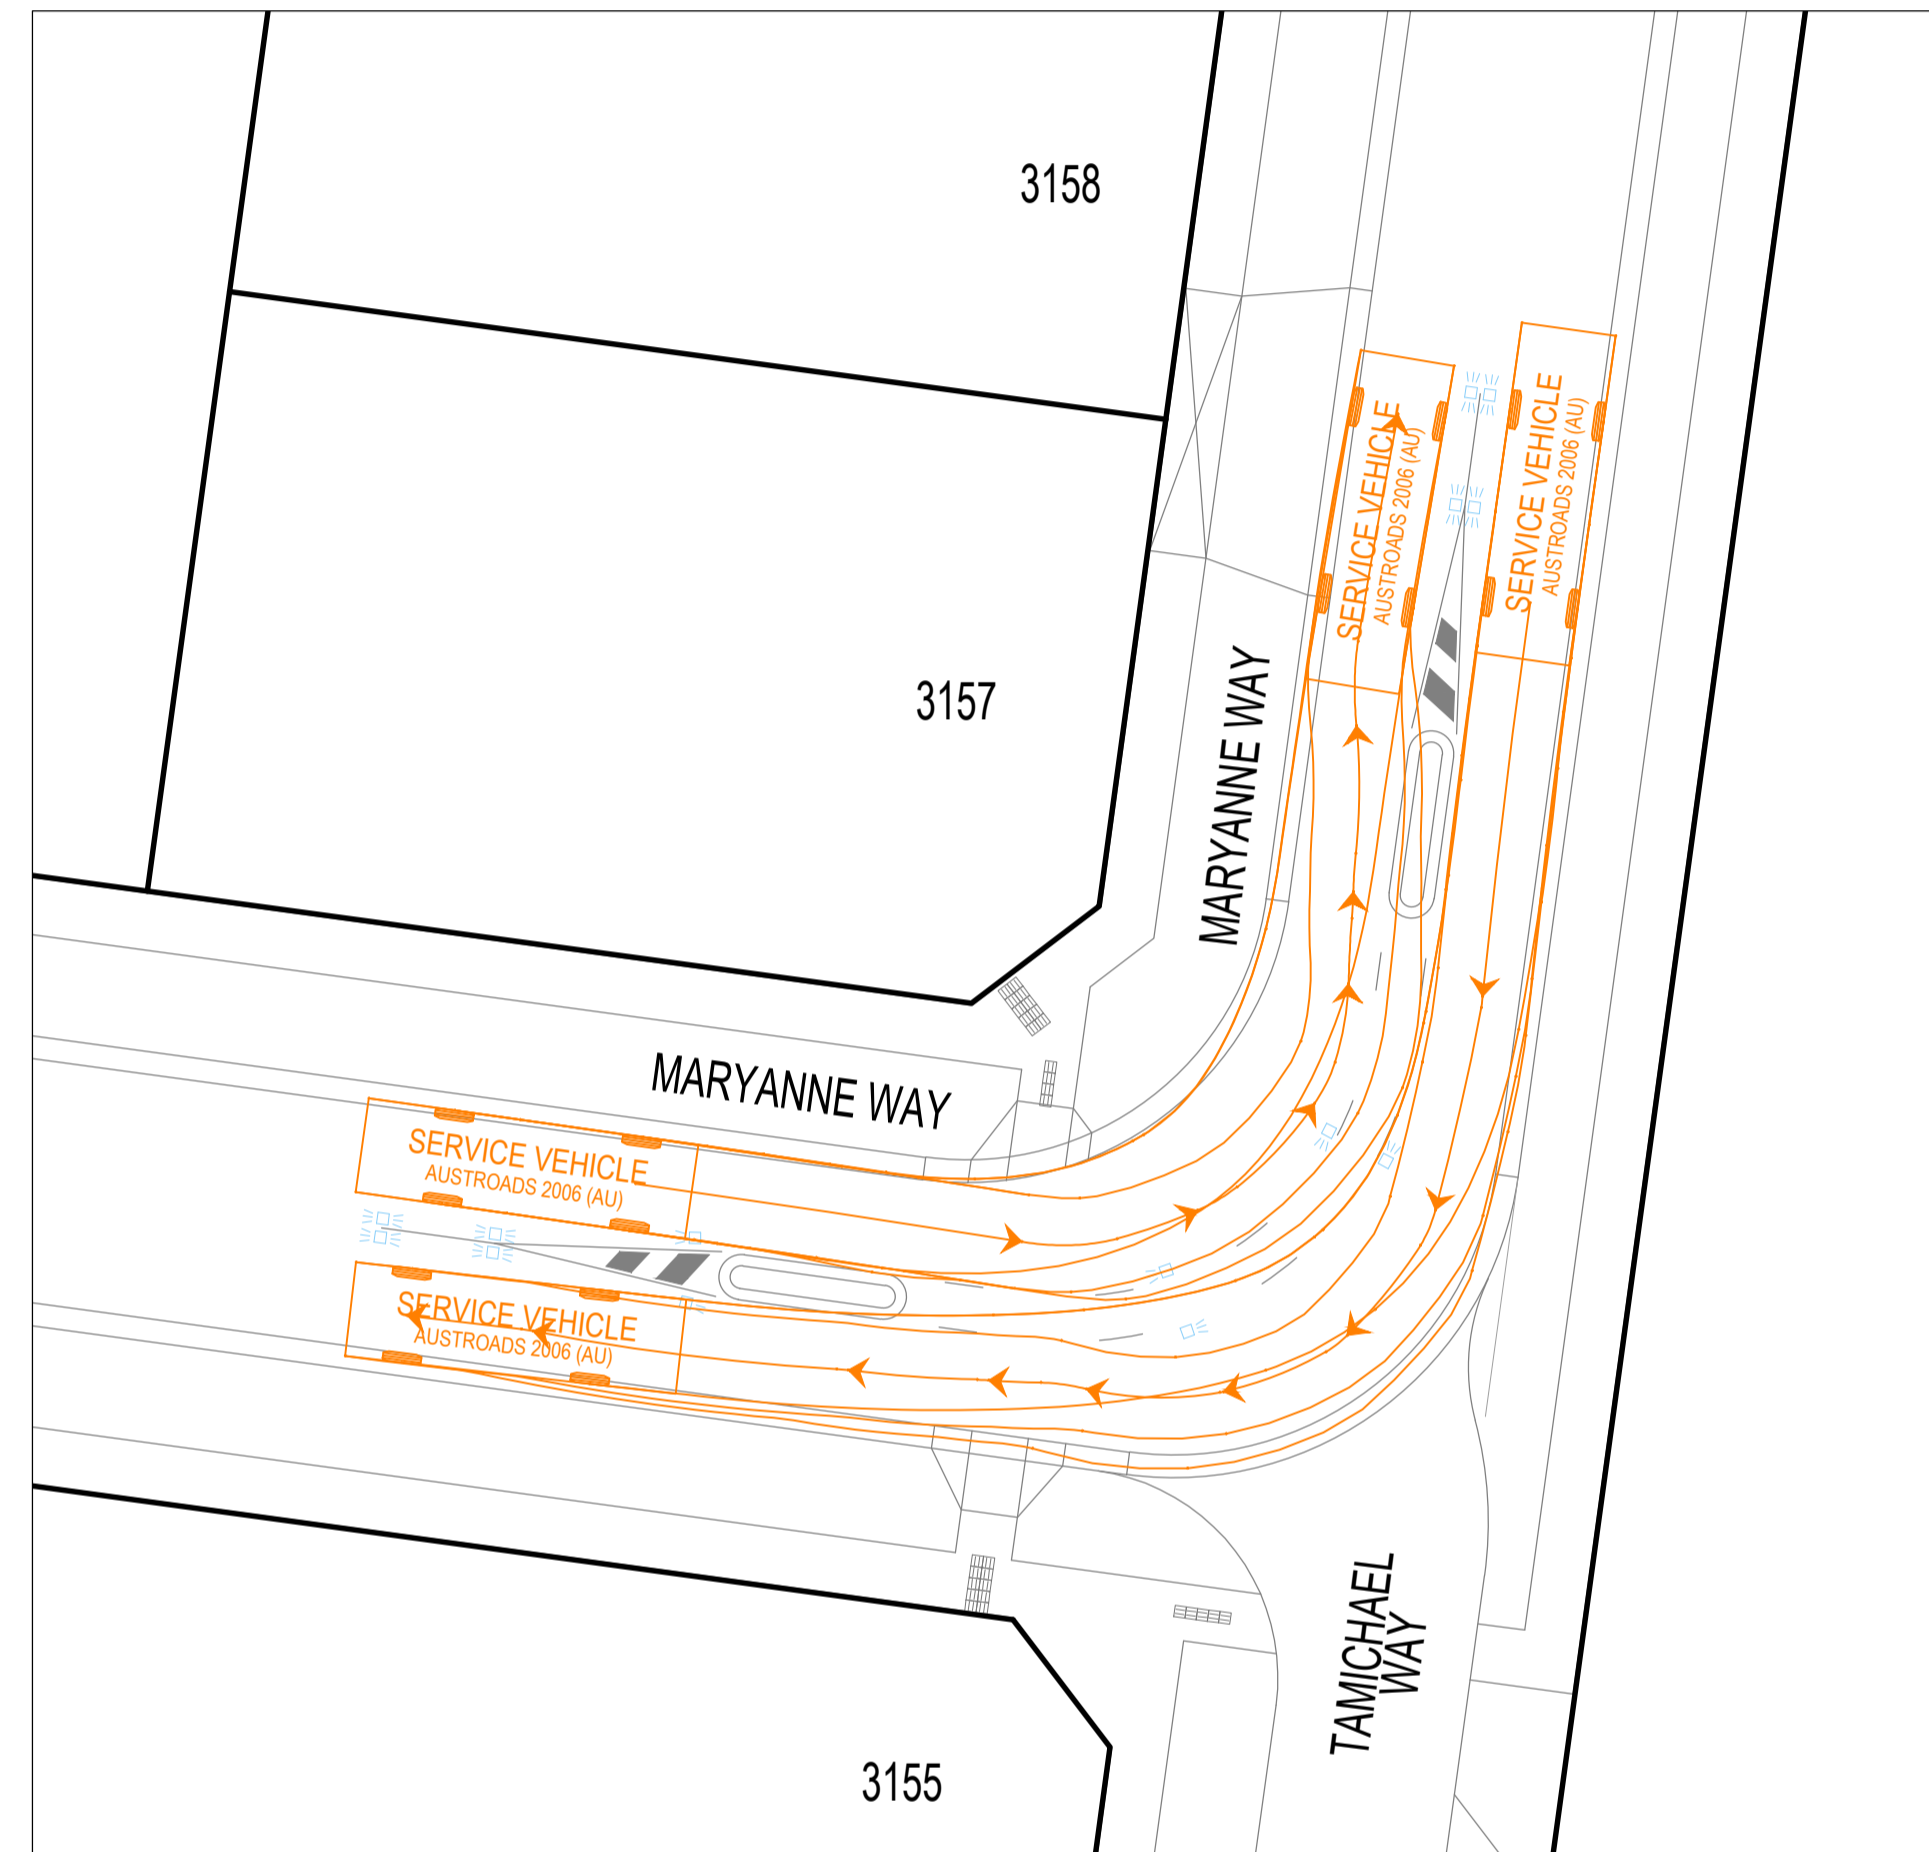 3158
SERVICE VEHICLE
AUSTROADS 2006 (AU)
SERVICE VEHICLE
AUSTROADS 2006 (AU)
3157
MARYANNE WAY
MARYANNE WAY
SERVICE VEHICLE
AUSTROADS 2006 (AU)
SERVICE VEHICLE
AUSTROADS 2006 (AU)
TAMICHAEL
WAY
3155